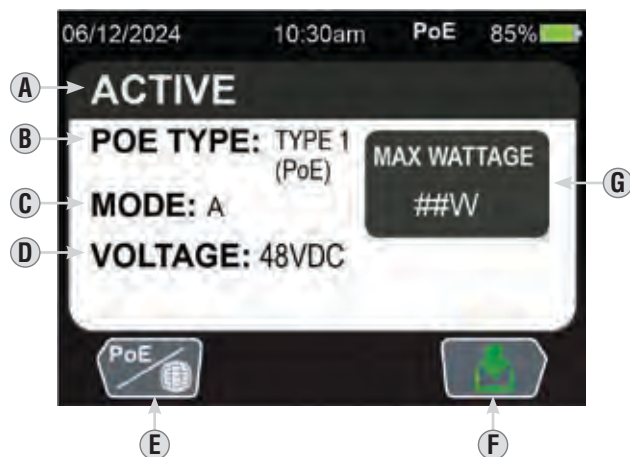 06/12/2024 10:30am PoE 85%
A ACTIVE
B POE TYPE: TYPE 1
(PoE)
MAX WATTAGE
G
C MODE: A
##W
D VOLTAGE: 48VDC
PoE
E F